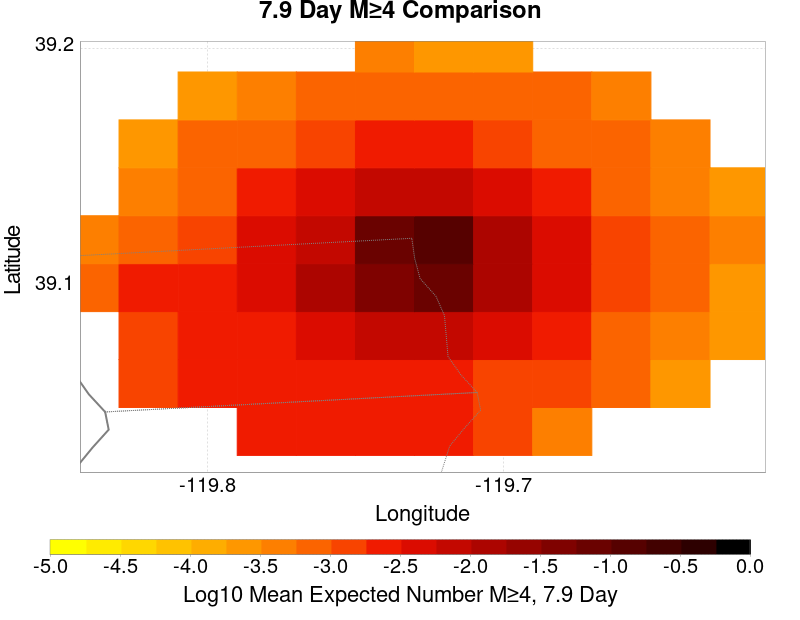 7.9 Day M≥4 Comparison
39.2
39.1
Latitude
-119.8 -119.7
Longitude
-5.0 -4.5 -4.0 -3.5 -3.0 -2.5 -2.0 -1.5 -1.0 -0.5 0.0
Log10 Mean Expected Number M≥4, 7.9 Day